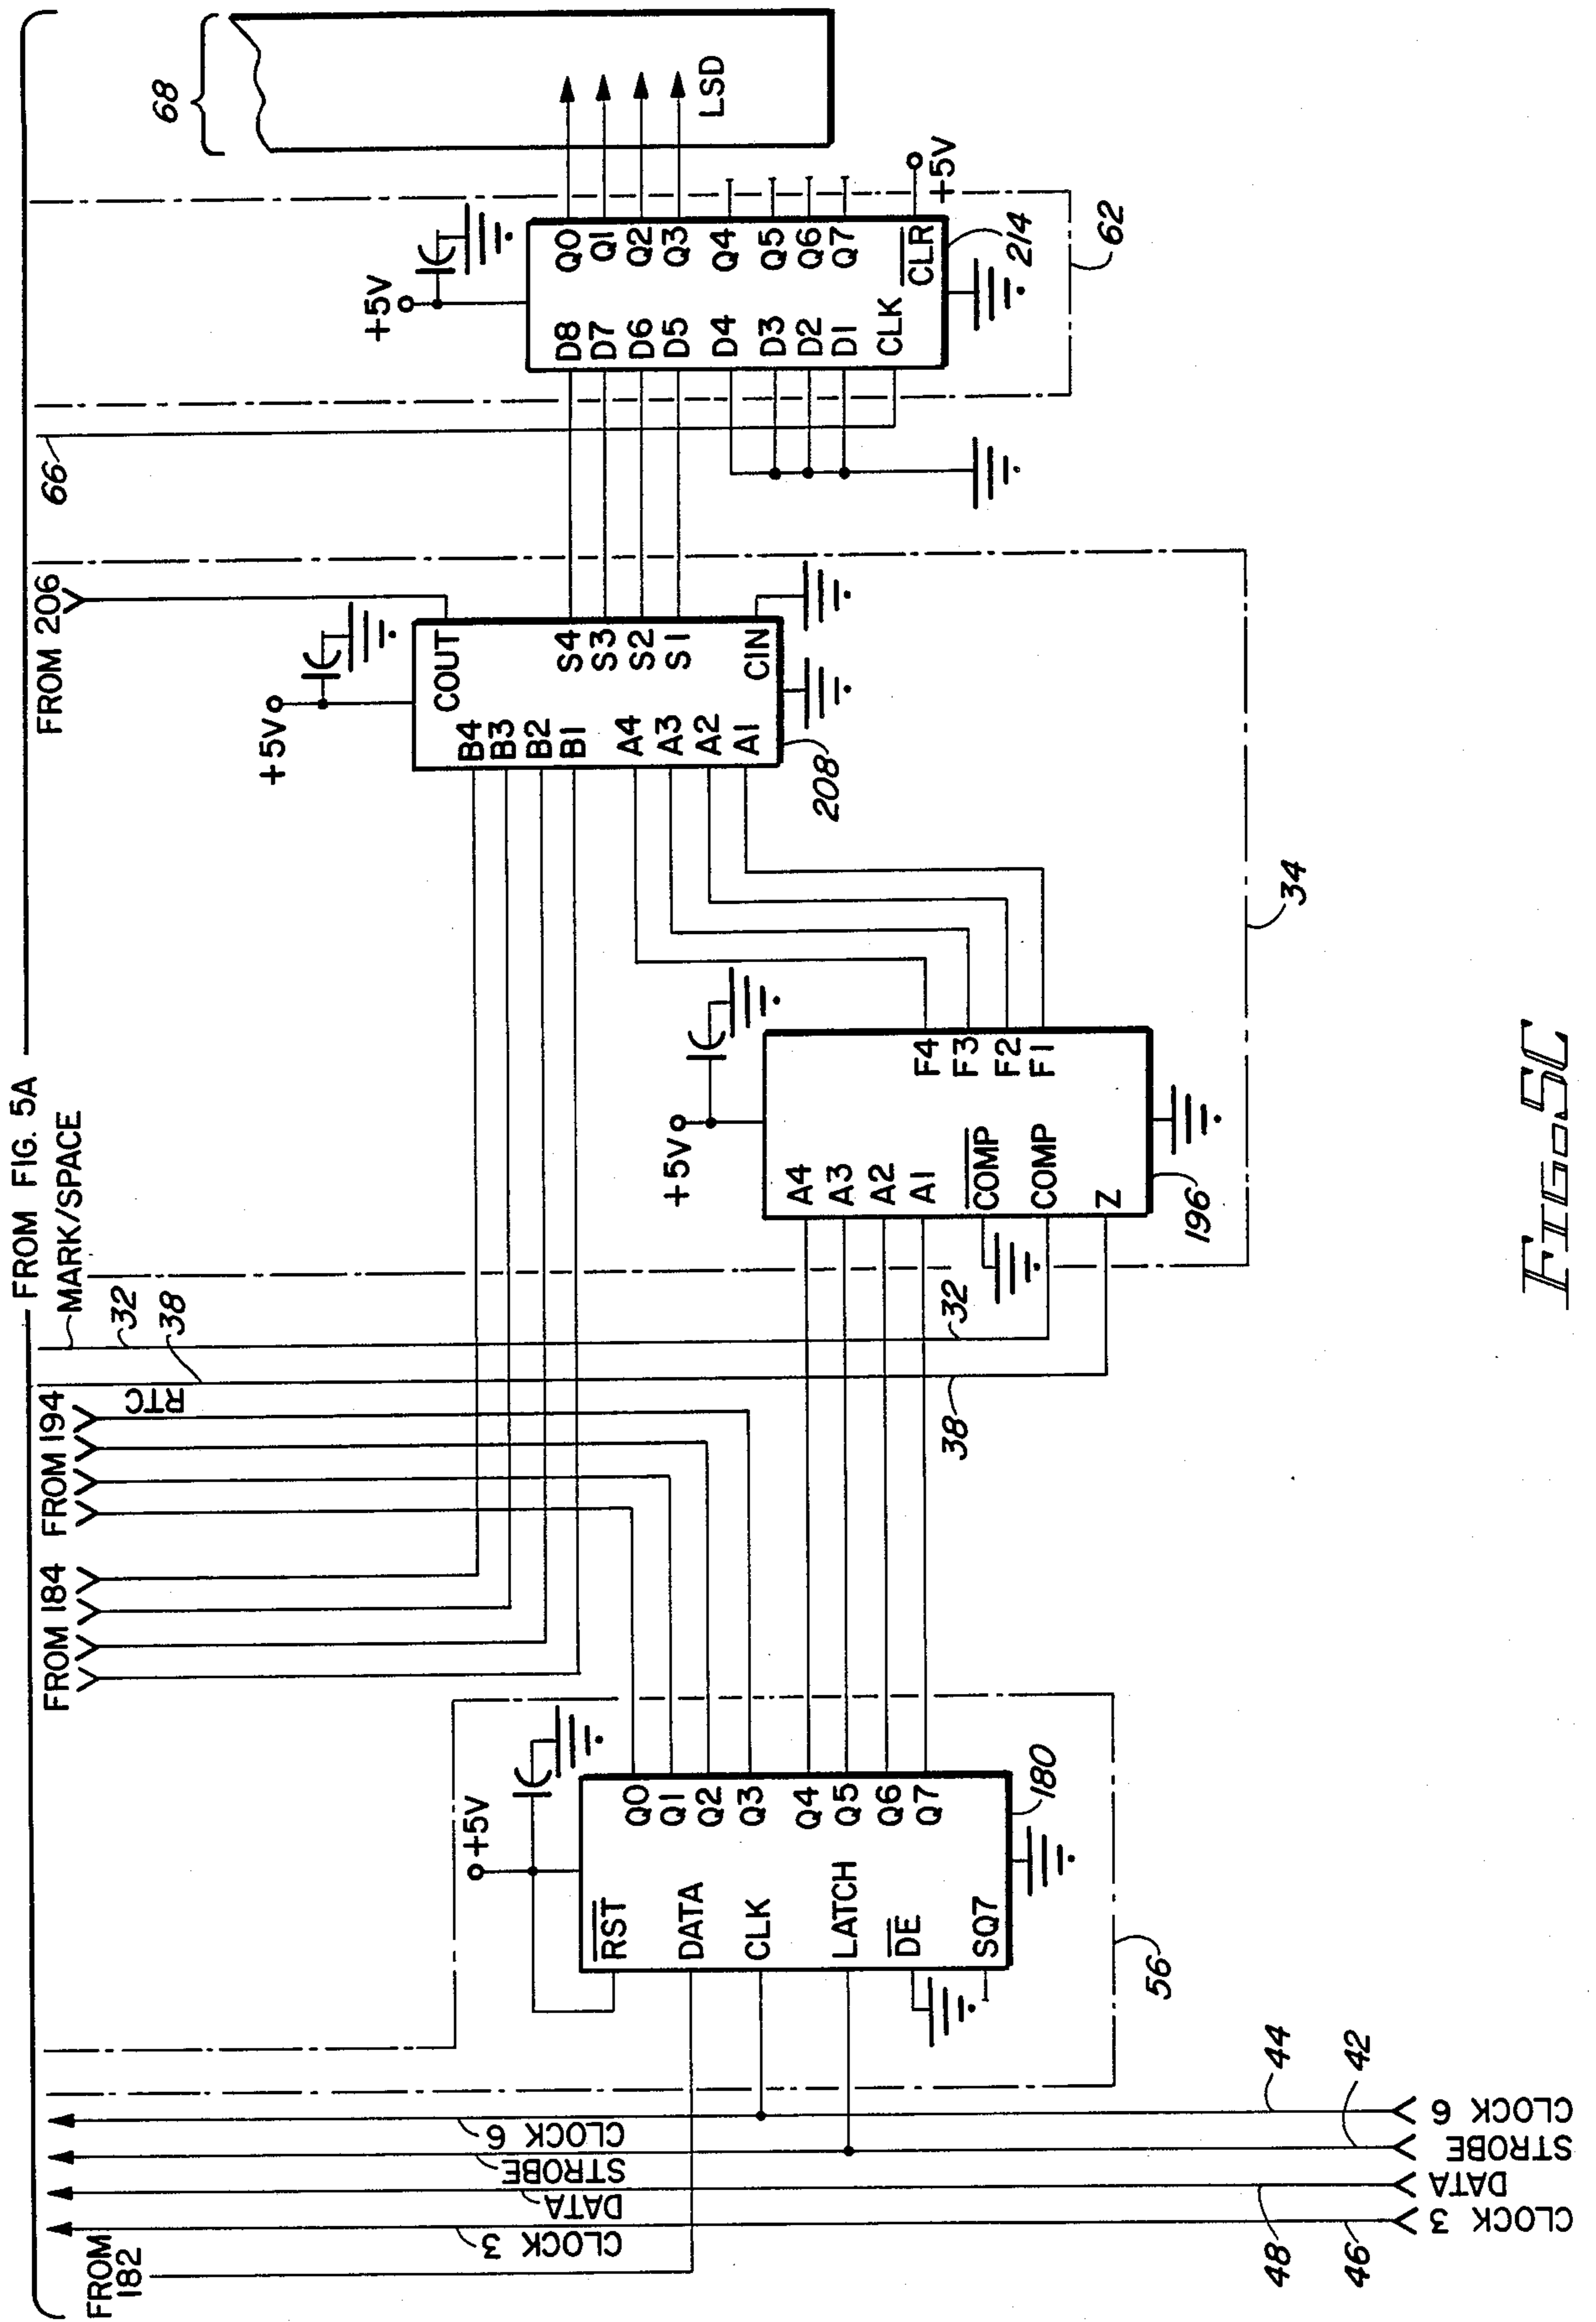 FROM FIG. 5A
FROM 182
CLOCK 3
DATA
STROBE
CLOCK 6
46
48
42
44
CLOCK 3
DATA
STROBE
CLOCK 6
FROM 184
FROM 194
RTC
38
32
MARK/SPACE
38
32
+5V
RST
DATA
CLK
LATCH
DE
SQ7
Q0
Q1
Q2
Q3
Q4
Q5
Q6
Q7
180
56
+5V
A4
A3
A2
A1
COMP
COMP
Z
F4
F3
F2
F1
196
34
FROM 206
+5V
COUT
B4
B3
B2
B1
A4
A3
A2
A1
S4
S3
S2
S1
CIN
208
66
+5V
D8
D7
D6
D5
D4
D3
D2
D1
CLK
Q0
Q1
Q2
Q3
Q4
Q5
Q6
Q7
CLR
+5V
214
62
68
LSD
FIG. 5C